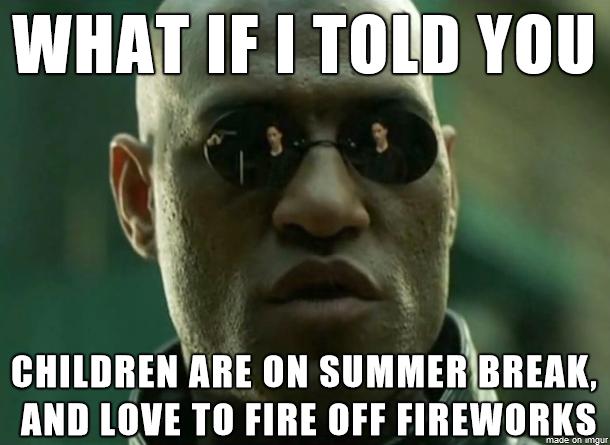 WHAT IF I TOLD YOU
CHILDREN ARE ON SUMMER BREAK,
AND LOVE TO FIRE OFF FIREWORKS
made on imgur